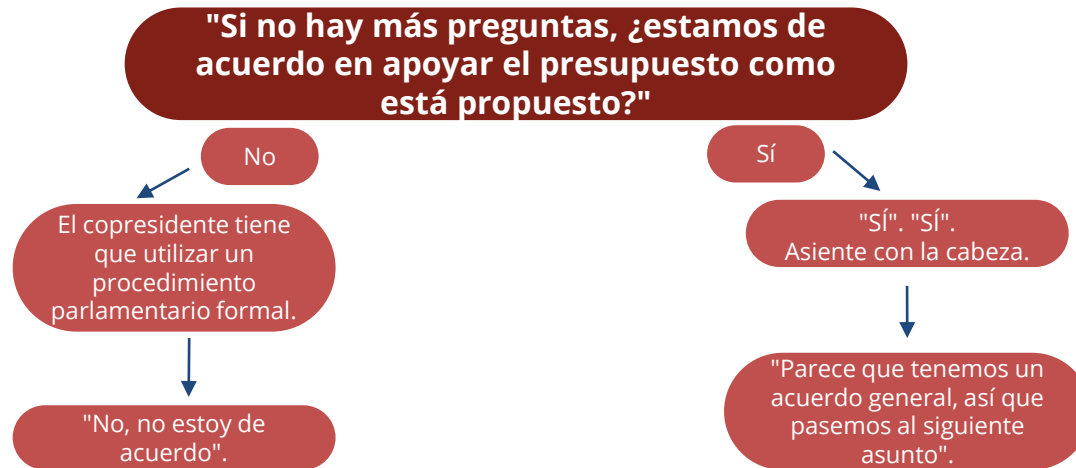 "Si no hay más preguntas, ¿estamos de
acuerdo en apoyar el presupuesto como
está propuesto?"
No
El copresidente tiene
que utilizar un
procedimiento
parlamentario formal.
"No, no estoy de
acuerdo".
Sí
"SÍ". "SÍ".
Asiente con la cabeza.
"Parece que tenemos un
acuerdo general, así que
pasemos al siguiente
asunto".